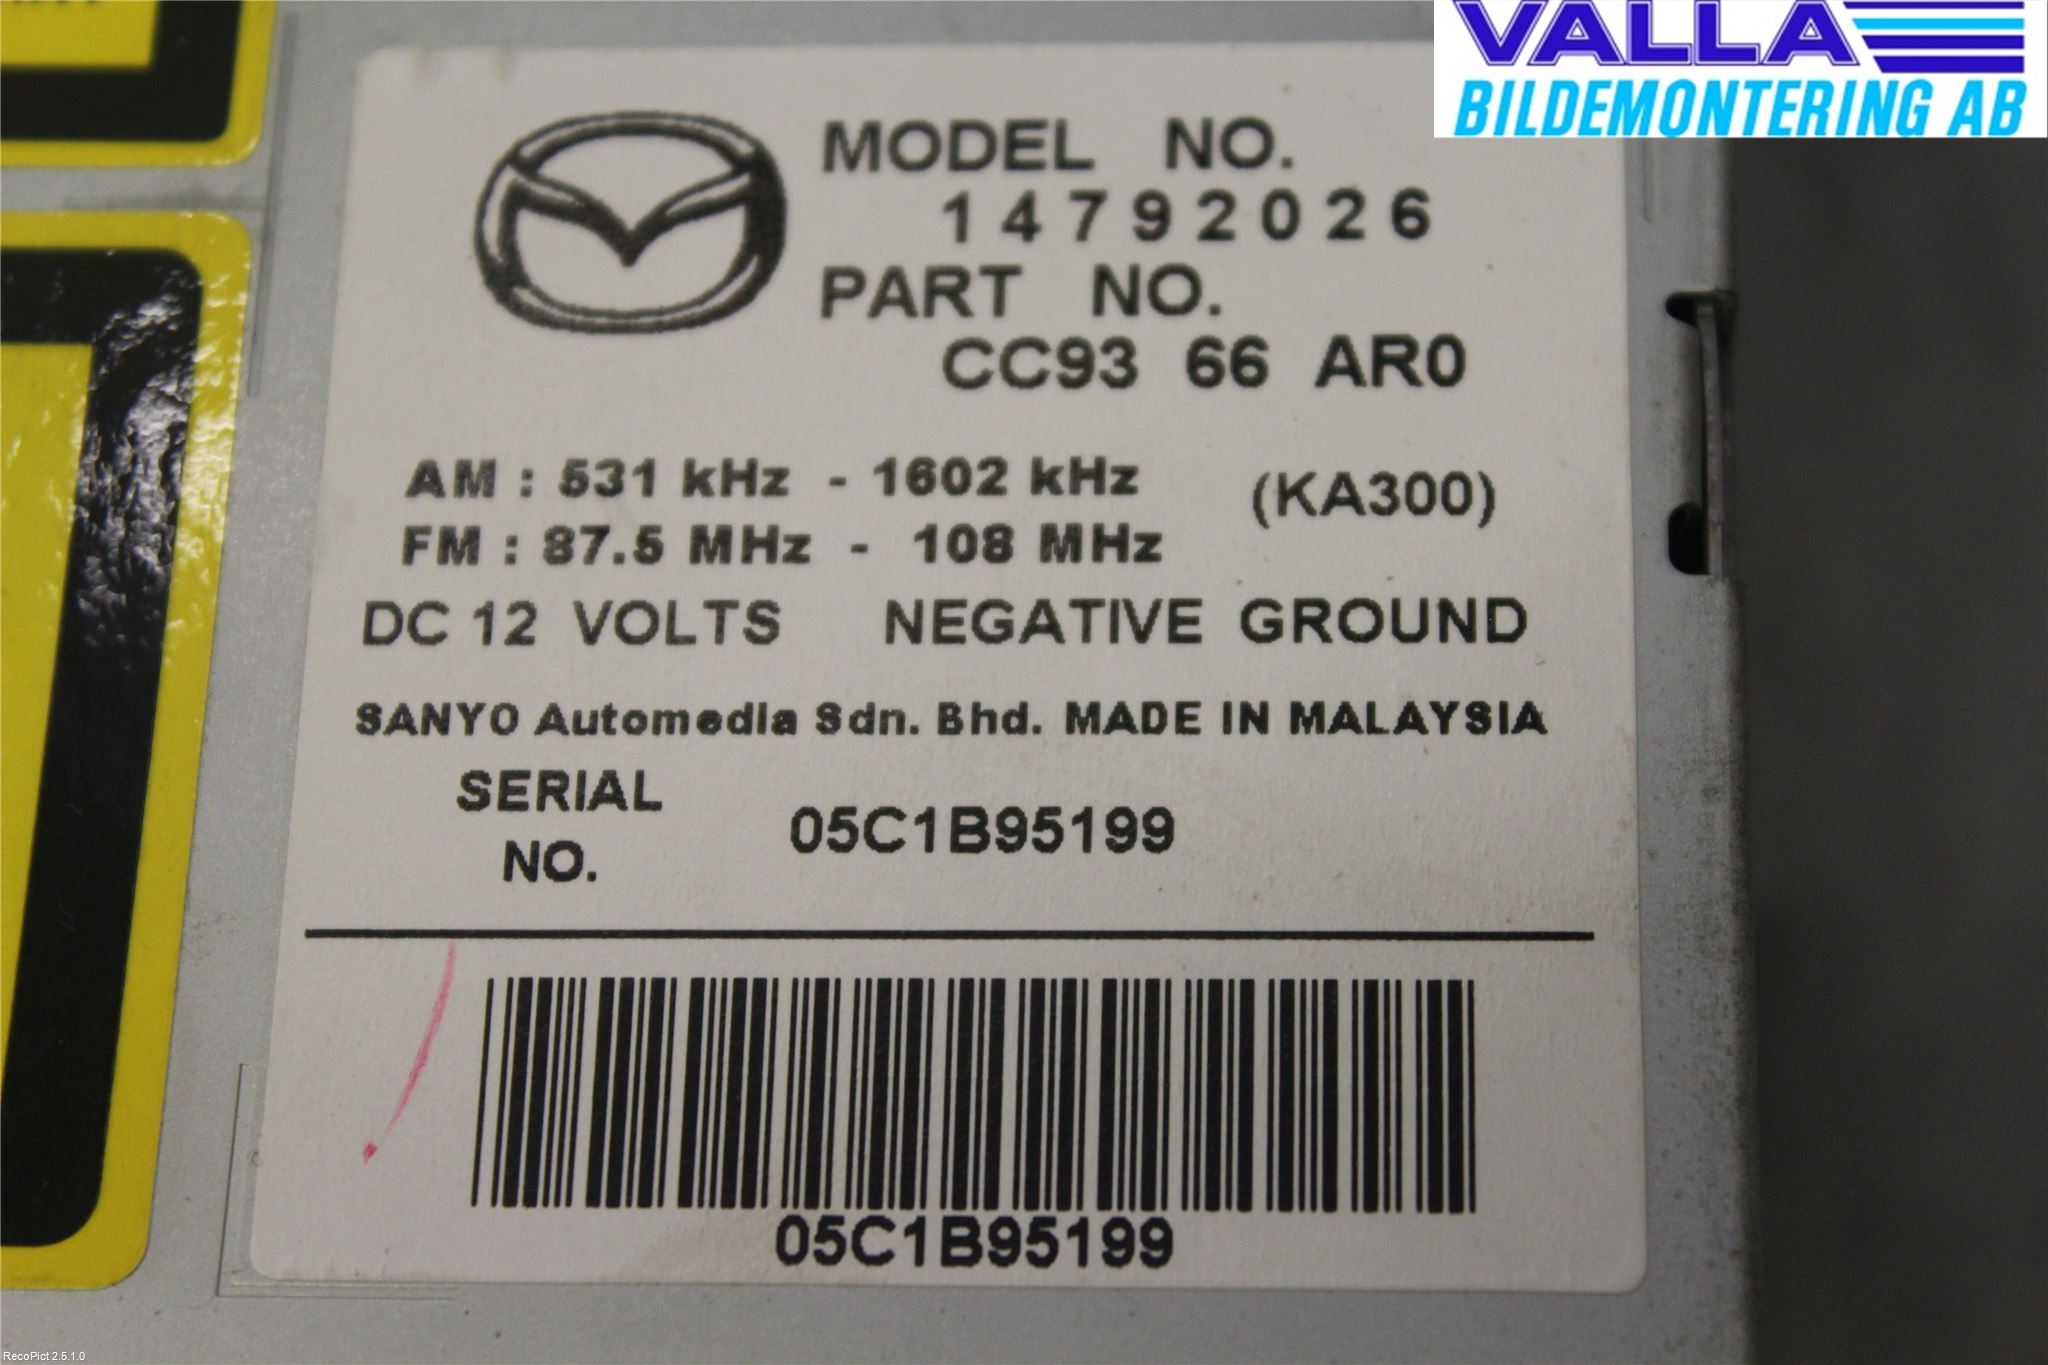 VALLA
BILDEMONTERING AB
MODEL NO.
14792026
PART NO.
CC93 66 AR0
AM : 531 kHz - 1602 kHz
(KA300)
FM : 87.5 MHz - 108 MHz
DC 12 VOLTS NEGATIVE GROUND
SANYO Automedia Sdn. Bhd. MADE IN MALAYSIA
SERIAL
NO.
05C1B95199
05C1B95199
RecoPict 2.5.1.0